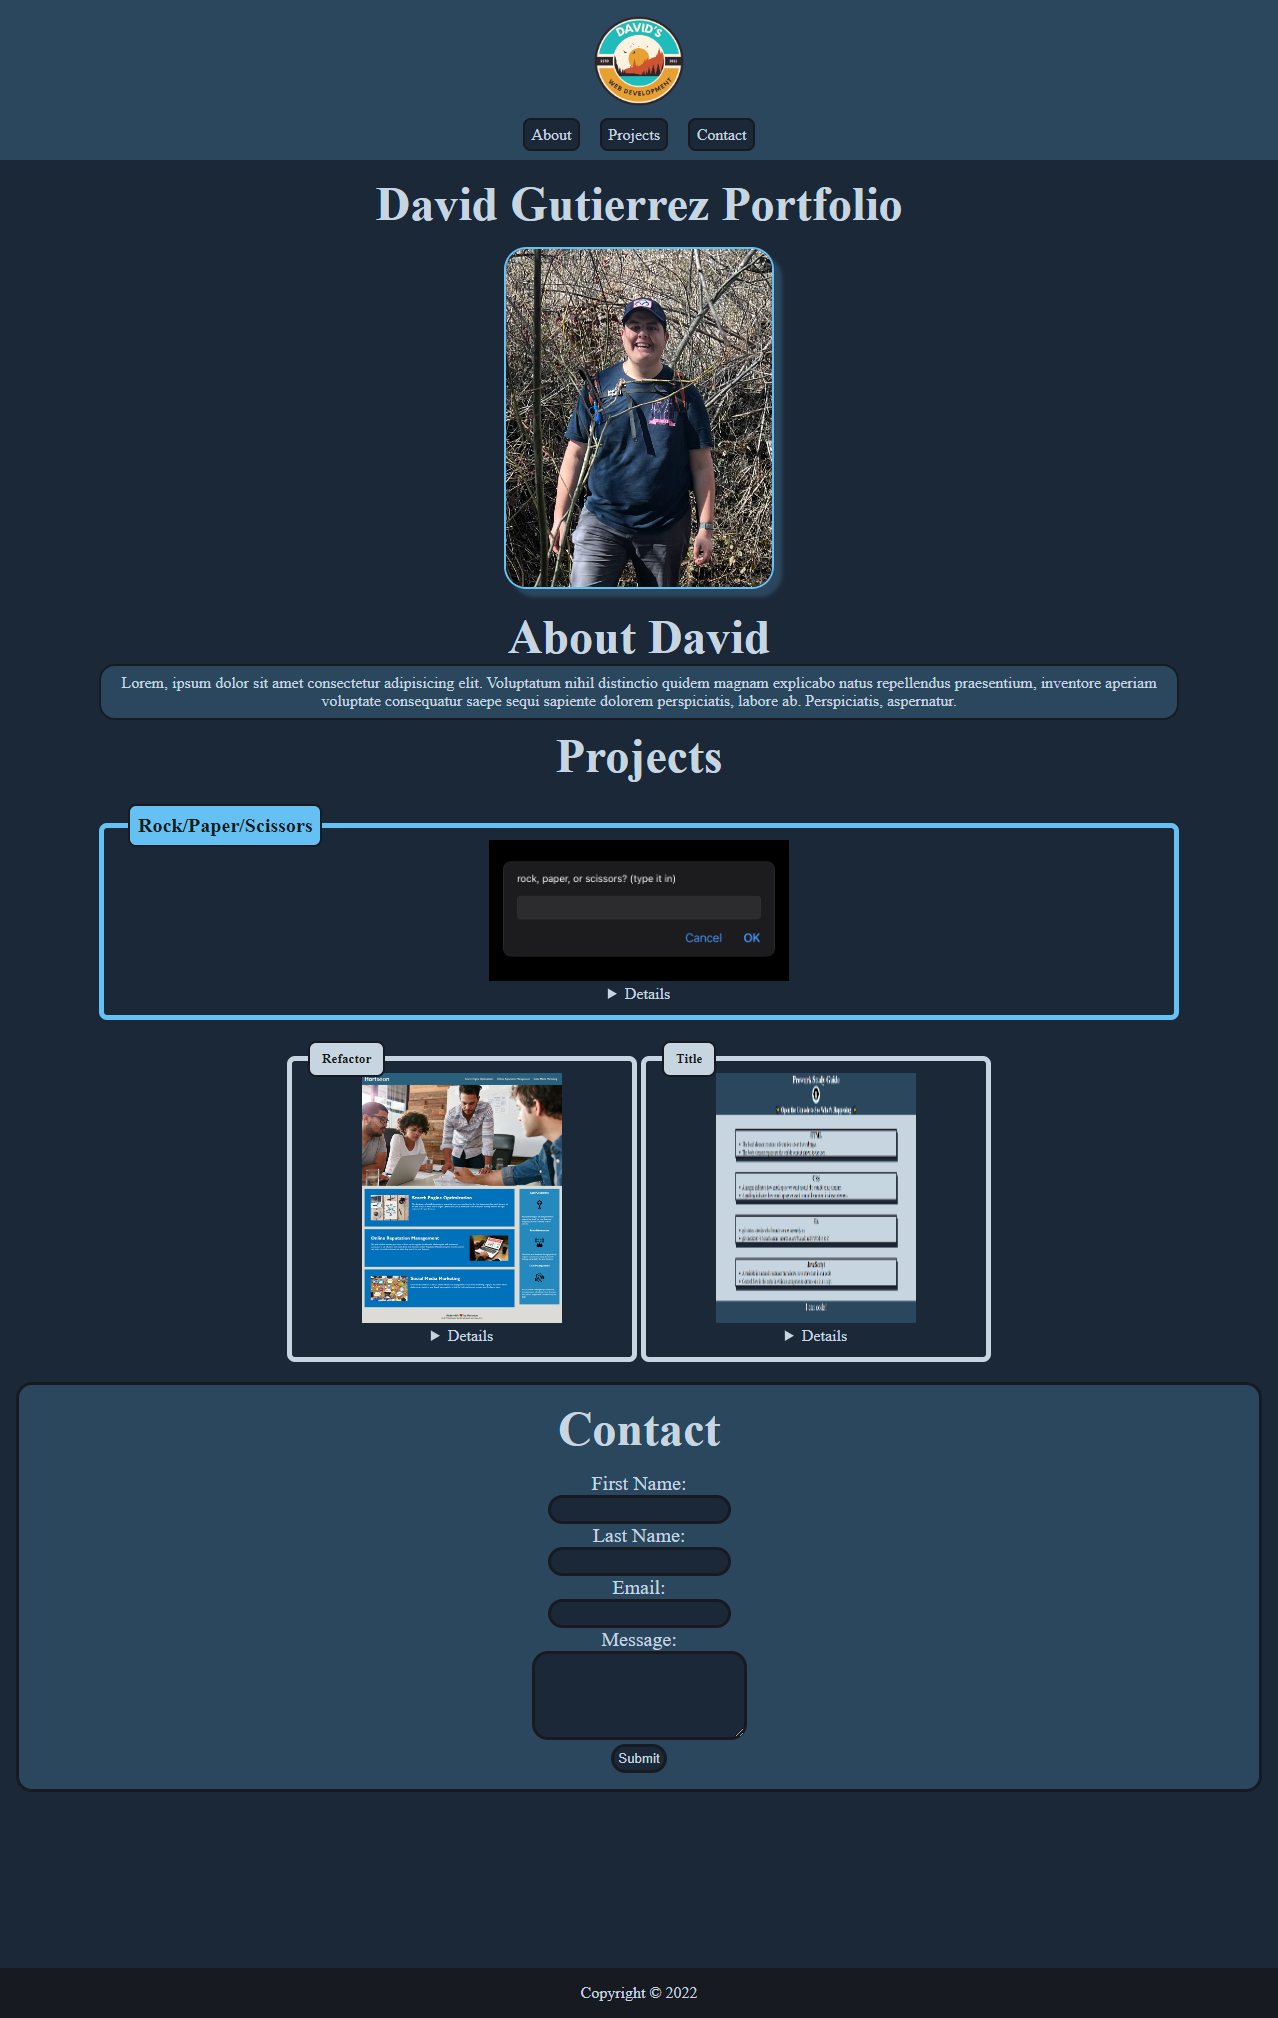 DAVID'S
WEB DEVELOPMENT
About
Projects
Contact
David Gutierrez Portfolio
About David
Lorem, ipsum dolor sit amet consectetur adipisicing elit. Voluptatum nihil distinctio quidem magnam explicabo natus repellendus praesentium, inventore aperiam
voluptate consequatur saepe sequi sapiente dolorem perspiciatis, labore ab. Perspiciatis, aspernatur.
Projects
Rock/Paper/Scissors
rock, paper, or scissors? (type it in)
Cancel OK
▶ Details
Refactor
Horiseon
Search Engine Optimization
Online Reputation Management
Social Media Marketing
▶ Details
Title
Prework Study Guide
HTML
CSS
Git
JavaScript
▶ Details
Contact
First Name:
Last Name:
Email:
Message:
Submit
Copyright © 2022